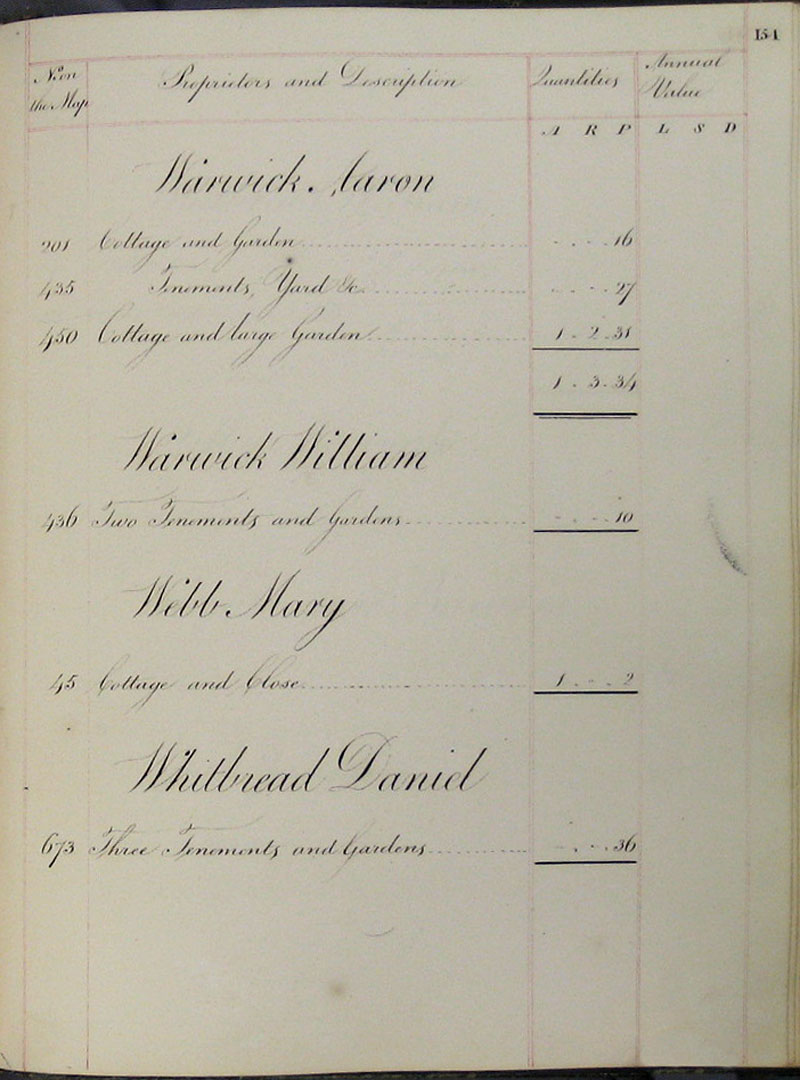 154
No. on the Map
Proprietors and Description
Quantities
Annual Value
A R P L S D
Warwick Aaron
201 Cottage and Garden - . - . 16
435 Tenements, Yard &c - . - . 27
450 Cottage and large Garden 1 . 2 . 31
1 . 3 . 34
Warwick William
436 Two Tenements and Gardens - . - . 10
Webb Mary
45 Cottage and Close 1 . - . 2
Whitbread Daniel
673 Three Tenements and Gardens - . - . 36